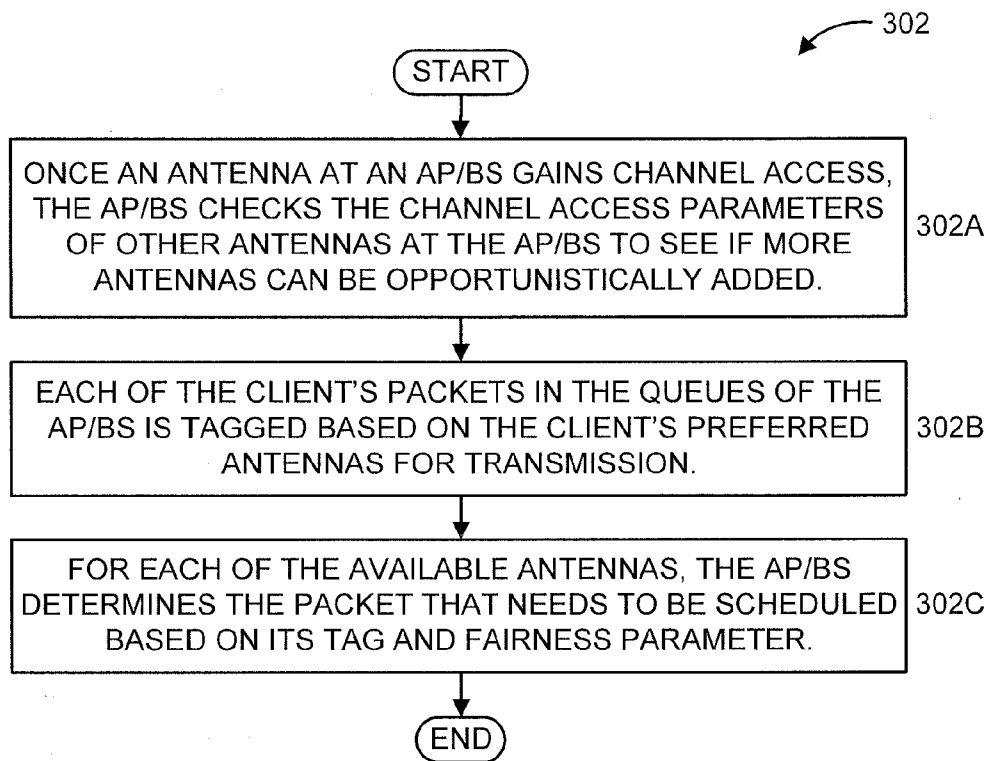 302
START
ONCE AN ANTENNA AT AN AP/BS GAINS CHANNEL ACCESS,
THE AP/BS CHECKS THE CHANNEL ACCESS PARAMETERS
OF OTHER ANTENNAS AT THE AP/BS TO SEE IF MORE
ANTENNAS CAN BE OPPORTUNISTICALLY ADDED.
302A
EACH OF THE CLIENT'S PACKETS IN THE QUEUES OF THE
AP/BS IS TAGGED BASED ON THE CLIENT'S PREFERRED
ANTENNAS FOR TRANSMISSION.
302B
FOR EACH OF THE AVAILABLE ANTENNAS, THE AP/BS
DETERMINES THE PACKET THAT NEEDS TO BE SCHEDULED
BASED ON ITS TAG AND FAIRNESS PARAMETER.
302C
END